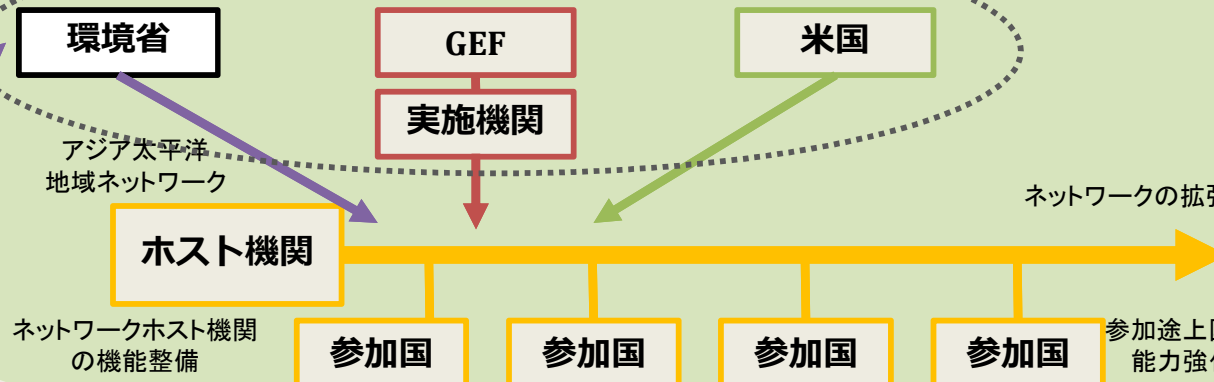 環境省
GEF
米国
実施機関
アジア太平洋
地域ネットワーク
ネットワークの拡張
ホスト機関
ネットワークホスト機関
の機能整備
参加国
参加国
参加国
参加国
参加途上国
能力強化